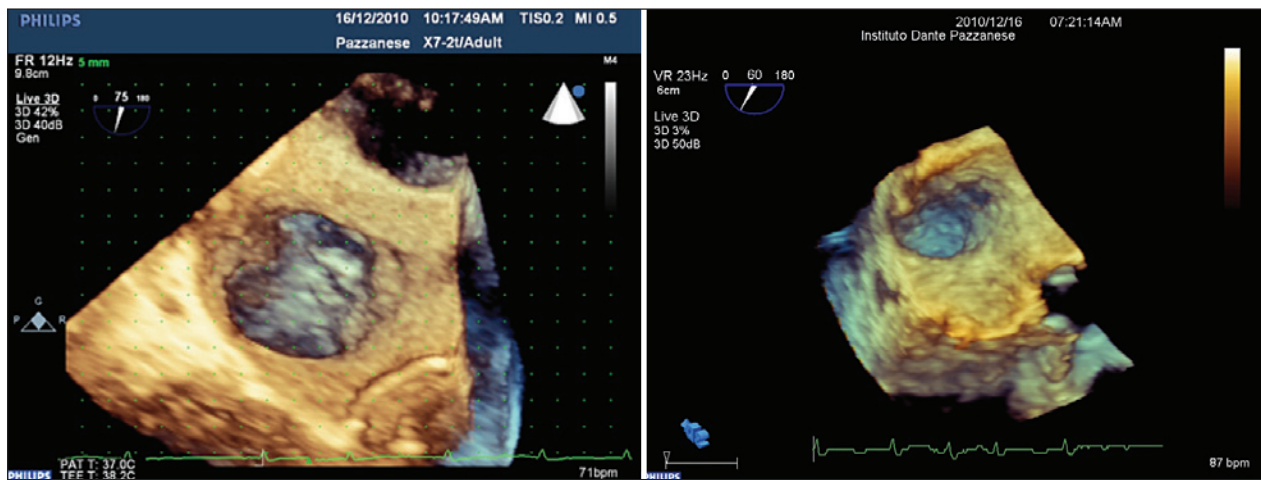 PHILIPS
16/12/2010 10:17:49AM TIS0.2 MI 0.5
Pazzanese X7-2t/Adult
FR 12Hz 5 mm
9.8cm
M4
Live 3D
3D 42%
3D 40dB
Gen
0 75 180
G
P R
PAT T: 37.0C
TEE T: 38.2C
PHILIPS
71bpm
2010/12/16 07:21:14AM
Instituto Dante Pazzanese
VR 23Hz
6cm
0 60 180
Live 3D
3D 3%
3D 50dB
PHILIPS
87 bpm